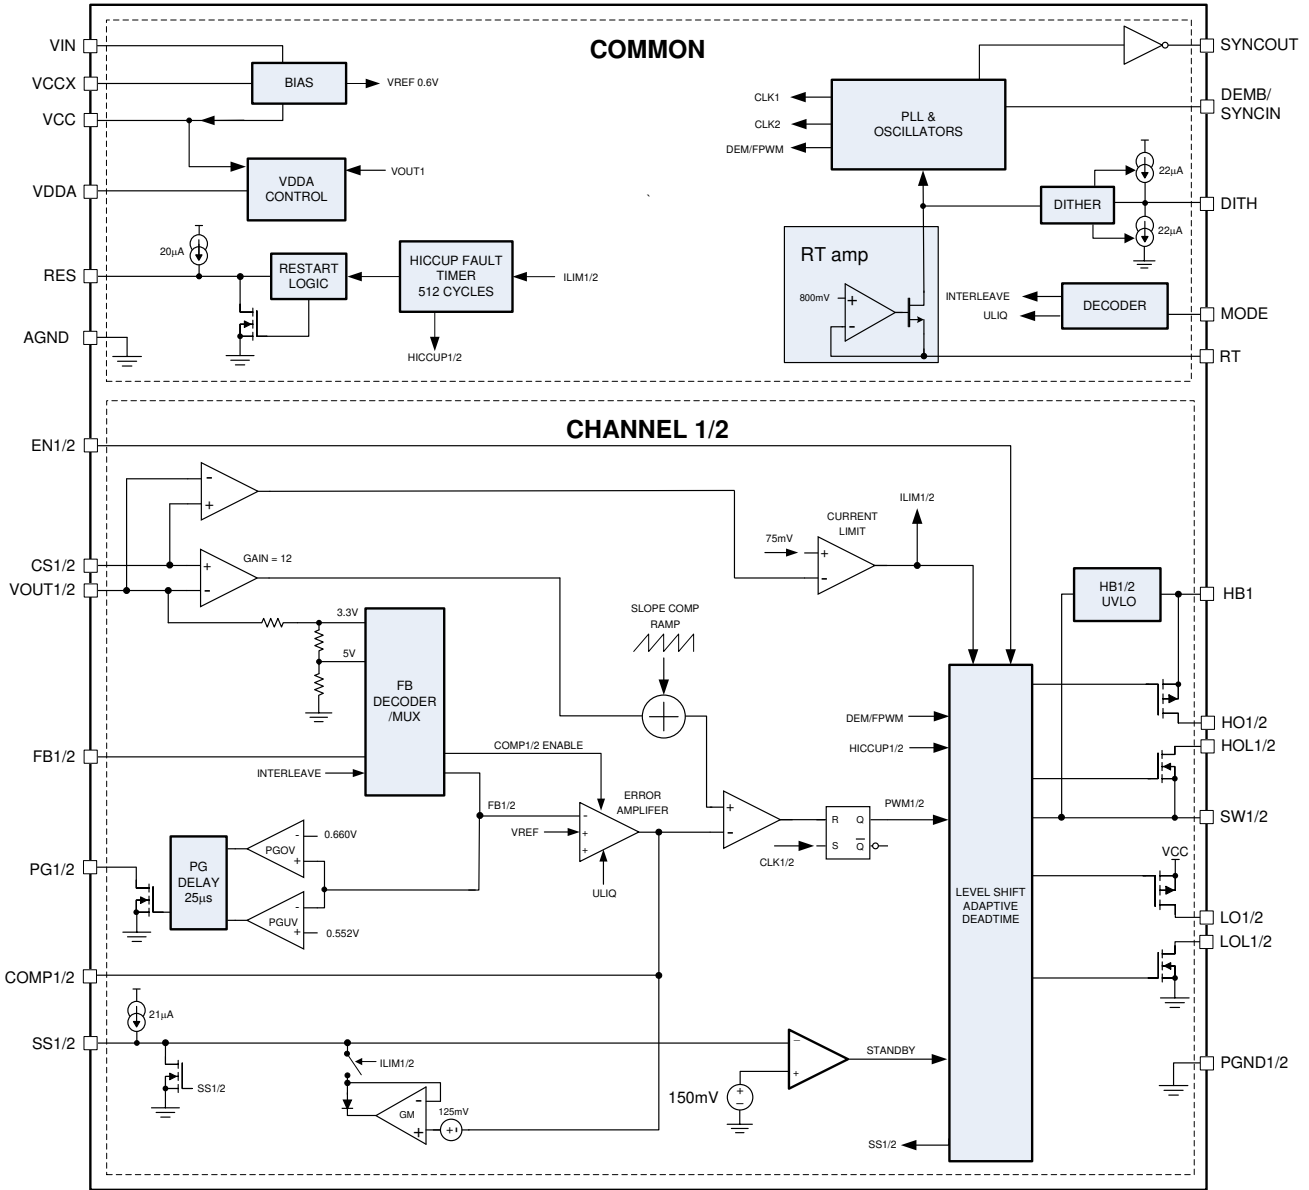 COMMON
VIN
VCCX
VCC
BIAS
VREF 0.6V
VDDA
VDDA
CONTROL
VOUT1
20µA
RES
RESTART
LOGIC
HICCUP FAULT
TIMER
512 CYCLES
ILIM1/2
HICCUP1/2
AGND
CLK1
CLK2
DEM/FPWM
PLL &
OSCILLATORS
SYNCOUT
DEMB/
SYNCIN
22µA
DITHER
DITH
22µA
RT amp
800mV
+
-
INTERLEAVE
ULIQ
DECODER
MODE
RT
CHANNEL 1/2
EN1/2
-
+
CS1/2
VOUT1/2
+
-
GAIN = 12
75mV
+
-
CURRENT
LIMIT
ILIM1/2
3.3V
5V
FB
DECODER
/MUX
SLOPE COMP
RAMP
HB1/2
UVLO
HB1
FB1/2
INTERLEAVE
COMP1/2 ENABLE
FB1/2
ERROR
AMPLIFER
VREF
-
+
+
ULIQ
+
-
R Q
S Q
CLK1/2
PWM1/2
DEM/FPWM
HICCUP1/2
LEVEL SHIFT
ADAPTIVE
DEADTIME
HO1/2
HOL1/2
SW1/2
VCC
LO1/2
LOL1/2
PG1/2
PG
DELAY
25µs
PGOV
-
+
0.660V
PGUV
-
+
0.552V
COMP1/2
21µA
SS1/2
SS1/2
ILIM1/2
GM
-
+
125mV
+-
150mV
+
-
-
+
STANDBY
SS1/2
PGND1/2